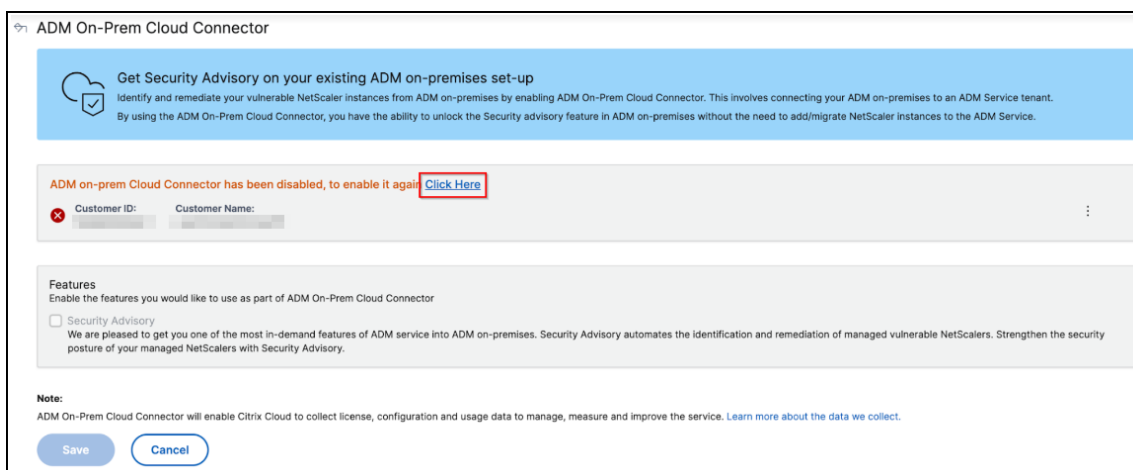 ADM On-Prem Cloud Connector
Get Security Advisory on your existing ADM on-premises set-up
Identify and remediate your vulnerable NetScaler instances from ADM on-premises by enabling ADM On-Prem Cloud Connector. This involves connecting your ADM on-premises to an ADM Service tenant.
By using the ADM On-Prem Cloud Connector, you have the ability to unlock the Security advisory feature in ADM on-premises without the need to add/migrate NetScaler instances to the ADM Service.
ADM on-prem Cloud Connector has been disabled, to enable it again Click Here
Customer ID: Customer Name:
Features
Enable the features you would like to use as part of ADM On-Prem Cloud Connector
Security Advisory
We are pleased to get you one of the most in-demand features of ADM service into ADM on-premises. Security Advisory automates the identification and remediation of managed vulnerable NetScalers. Strengthen the security
posture of your managed NetScalers with Security Advisory.
Note:
ADM On-Prem Cloud Connector will enable Citrix Cloud to collect license, configuration and usage data to manage, measure and improve the service. Learn more about the data we collect.
Save Cancel